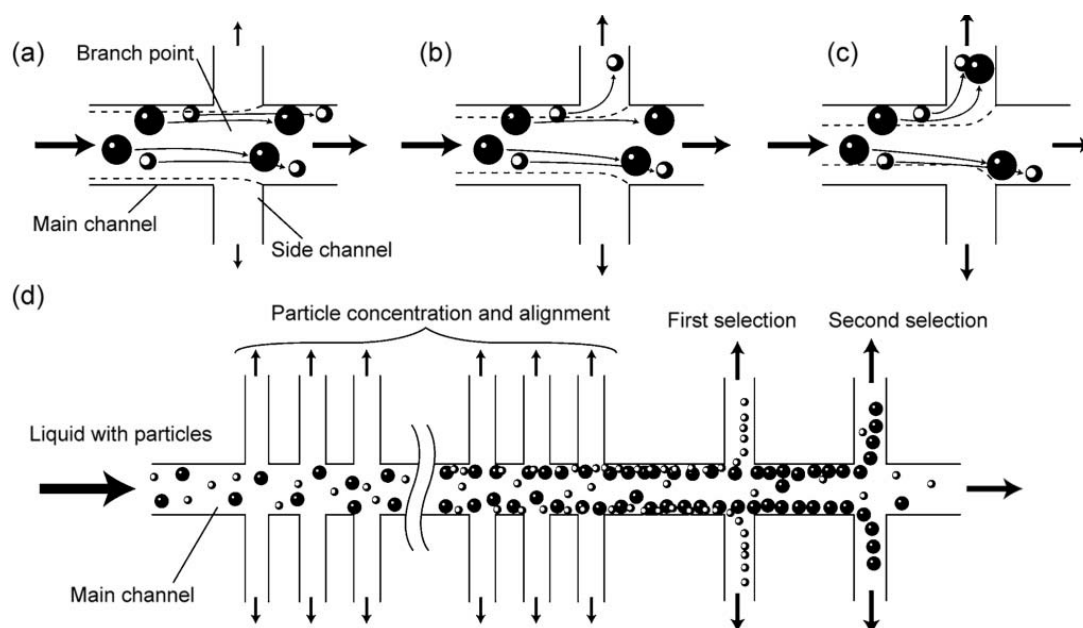 (a)
Branch point
(b)
(c)
Main channel
Side channel
(d)
Particle concentration and alignment
First selection
Second selection
Liquid with particles
Main channel